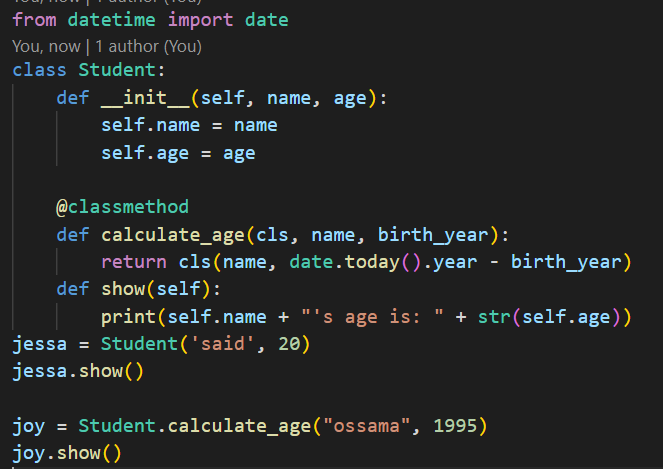 You, now | 1 author (You)
from datetime import date
You, now | 1 author (You)
class Student:
    def __init__(self, name, age):
        self.name = name
        self.age = age

    @classmethod
    def calculate_age(cls, name, birth_year):
        return cls(name, date.today().year - birth_year)
    def show(self):
        print(self.name + "'s age is: " + str(self.age))
jessa = Student('said', 20)
jessa.show()

joy = Student.calculate_age("ossama", 1995)
joy.show()